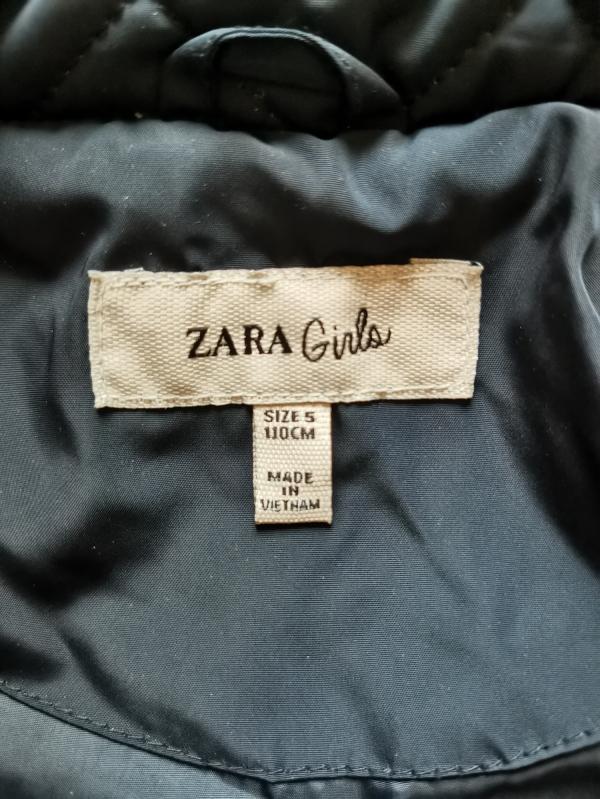 ZARA Girls
SIZE 5
110CM
MADE
IN
VIETNAM